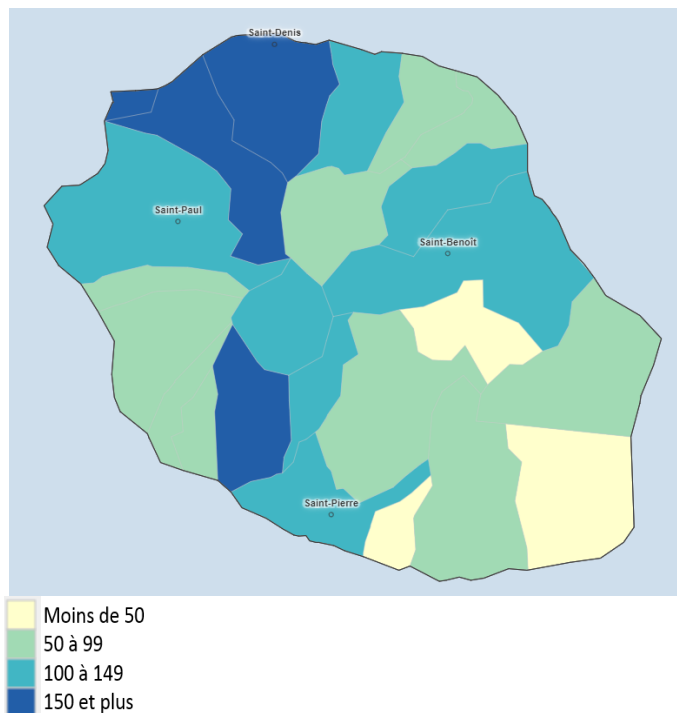 Saint-Denis
Saint-Paul
Saint-Benoît
Saint-Pierre
Moins de 50
50 à 99
100 à 149
150 et plus